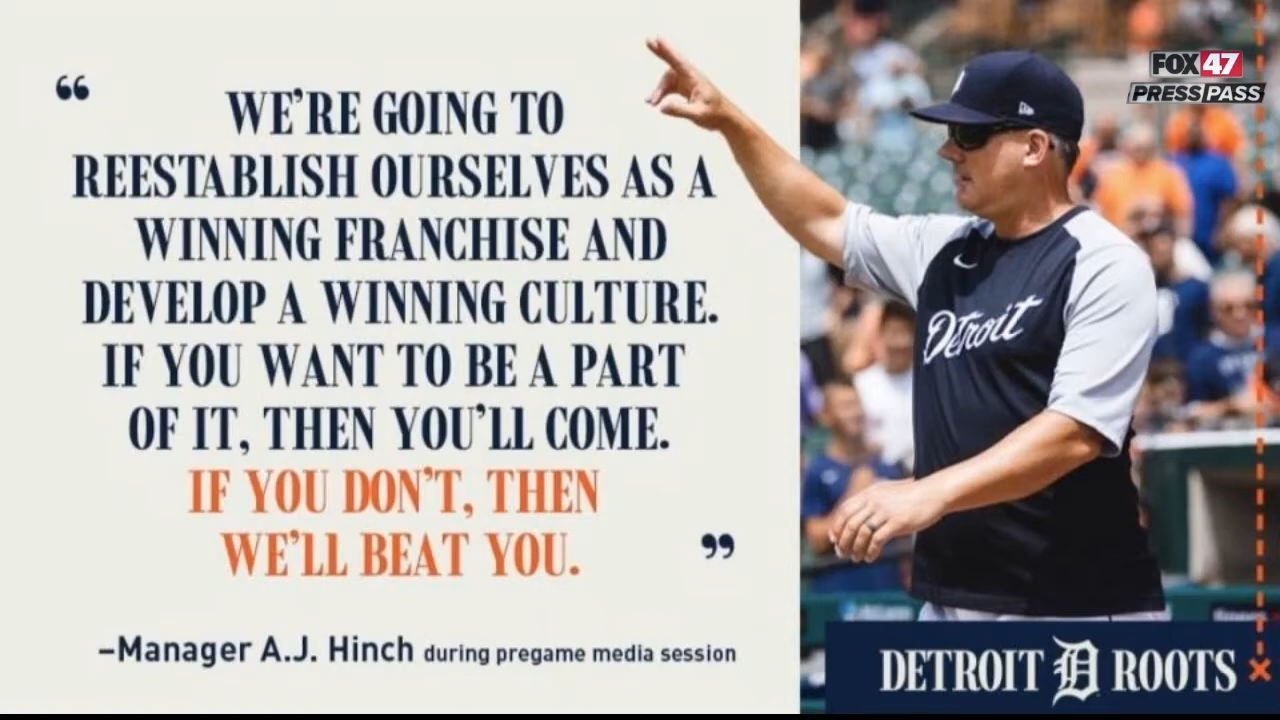 FOX 47
PRESS PASS
“
WE’RE GOING TO
REESTABLISH OURSELVES AS A
WINNING FRANCHISE AND
DEVELOP A WINNING CULTURE.
IF YOU WANT TO BE A PART
OF IT, THEN YOU’LL COME.
IF YOU DON’T, THEN
WE’LL BEAT YOU.
”
–Manager A.J. Hinch during pregame media session
Detroit
DETROIT D ROOTS